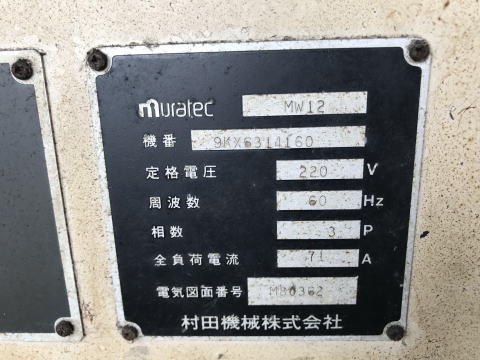 muratec MW12
機番 9KX6314160
定格電圧 220 V
周波数 60 Hz
相数 3 P
全負荷電流 71 A
電気図面番号 MB0362
村田機械株式会社